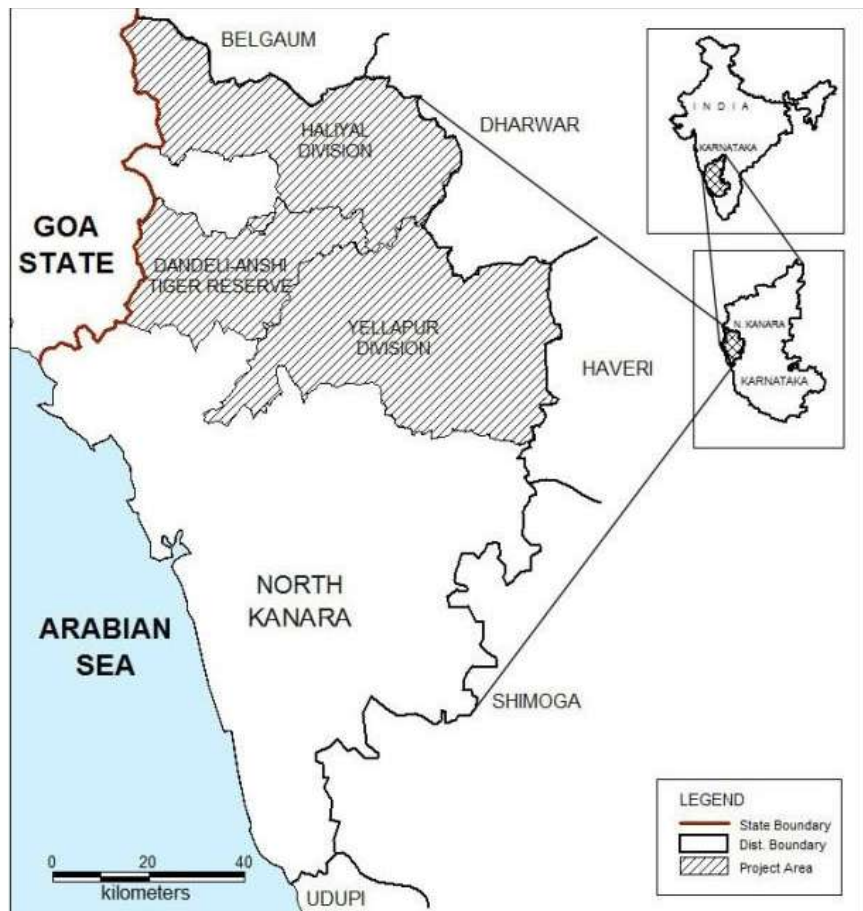 BELGAUM
HALIYAL
DIVISION
DHARWAR
GOA
STATE
DANDELI-ANSHI
TIGER RESERVE
YELLAPUR
DIVISION
HAVERI
NORTH
KANARA
ARABIAN
SEA
SHIMOGA
UDUPI
0 20 40
kilometers
INDIA
KARNATAKA
N. KANARA
KARNATAKA
LEGEND
State Boundary
Dist. Boundary
Project Area